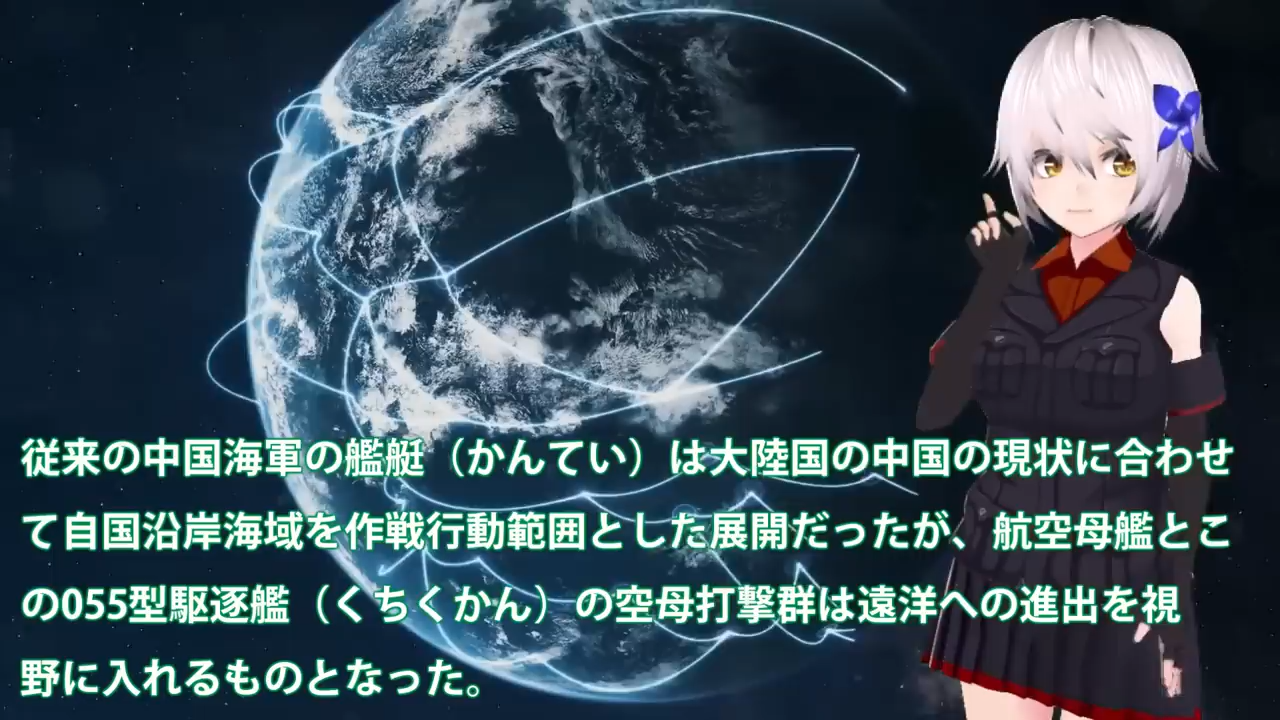 従来の中国海軍の艦艇（かんてい）は大陸国の中国の現状に合わせ
て自国沿岸海域を作戦行動範囲とした展開だったが、航空母艦とこ
の055型駆逐艦（くちくかん）の空母打撃群は遠洋への進出を視
野に入れるものとなった。